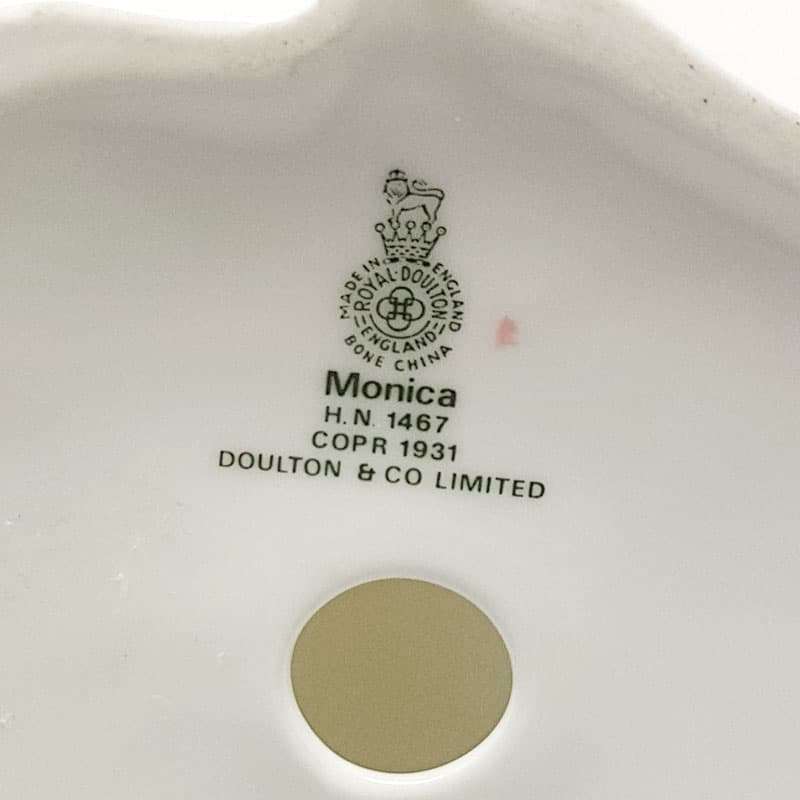 MADE IN ENGLAND
ROYAL·DOULTON
ENGLAND
BONE CHINA
Monica
H.N. 1467
COPR 1931
DOULTON & CO LIMITED